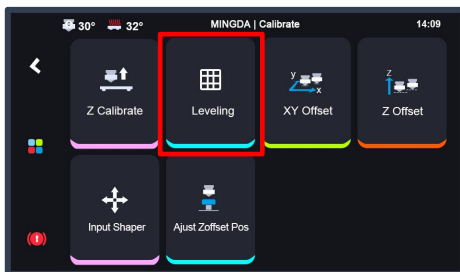 30° 32° MINGDA | Calibrate 14:09
Z Calibrate Leveling XY Offset Z Offset
Input Shaper Ajust Zoffset Pos
y x
z